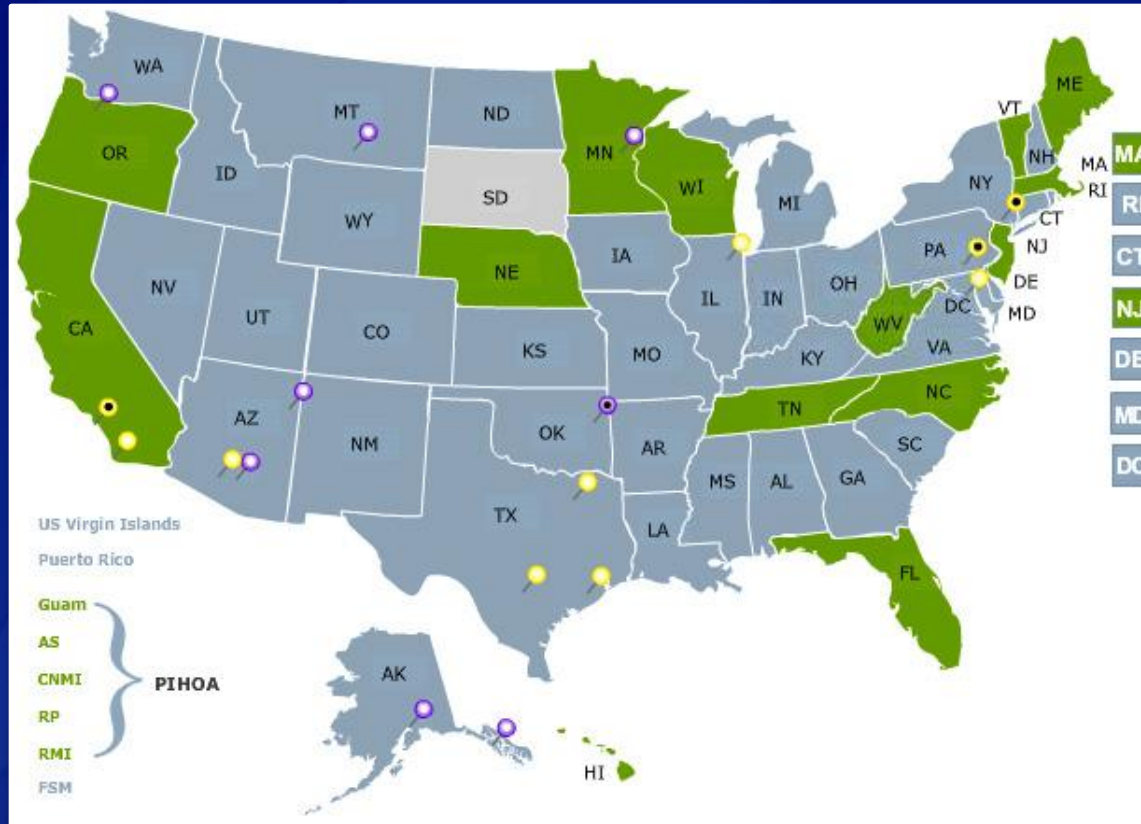 WA
MT
ND
MN
OR
ID
SD
WI
WY
MI
NY
VT
ME
NH
MA
RI
CT
NJ
PA
DE
MD
DC
NE
IA
NV
UT
CO
CA
IL
IN
OH
WV
VA
KS
MO
KY
AZ
NM
OK
AR
TN
NC
SC
TX
LA
MS
AL
GA
FL
AK
HI
MA
NJ
US Virgin Islands
Puerto Rico
Guam
AS
CNMI
RP
RMI
FSM
PIHOA